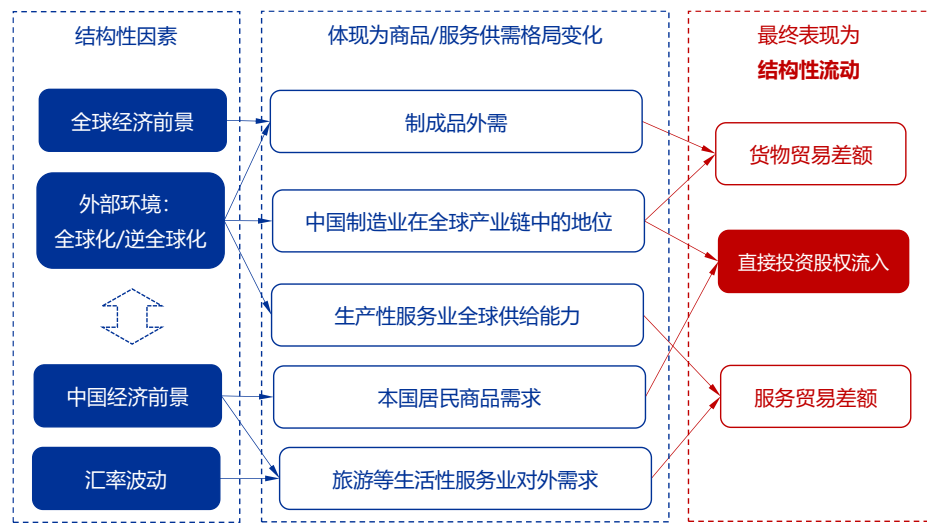 结构性因素
全球经济前景
外部环境：
全球化/逆全球化
中国经济前景
汇率波动
体现为商品/服务供需格局变化
制成品外需
中国制造业在全球产业链中的地位
生产性服务业全球供给能力
本国居民商品需求
旅游等生活性服务业对外需求
最终表现为
结构性流动
货物贸易差额
直接投资股权流入
服务贸易差额